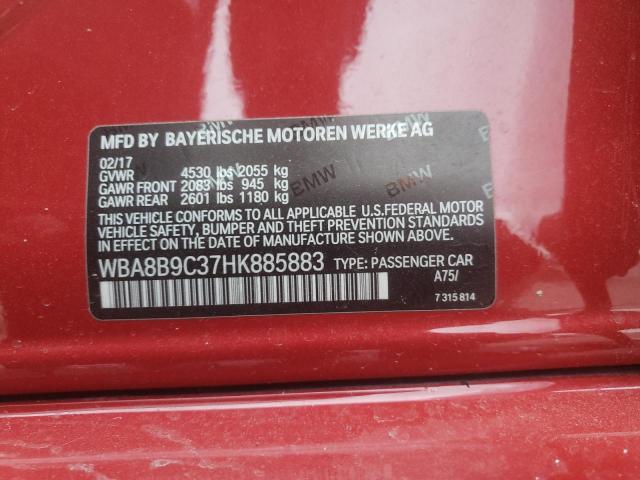 MFD BY BAYERISCHE MOTOREN WERKE AG
02/17
GVWR 4530 lbs 2055 kg
GAWR FRONT 2083 lbs 945 kg
GAWR REAR 2601 lbs 1180 kg
THIS VEHICLE CONFORMS TO ALL APPLICABLE U.S.FEDERAL MOTOR
VEHICLE SAFETY, BUMPER AND THEFT PREVENTION STANDARDS
IN EFFECT ON THE DATE OF MANUFACTURE SHOWN ABOVE.
WBA8B9C37HK885883 TYPE: PASSENGER CAR
A75/
7 315 814
BMW
BMW
BMW